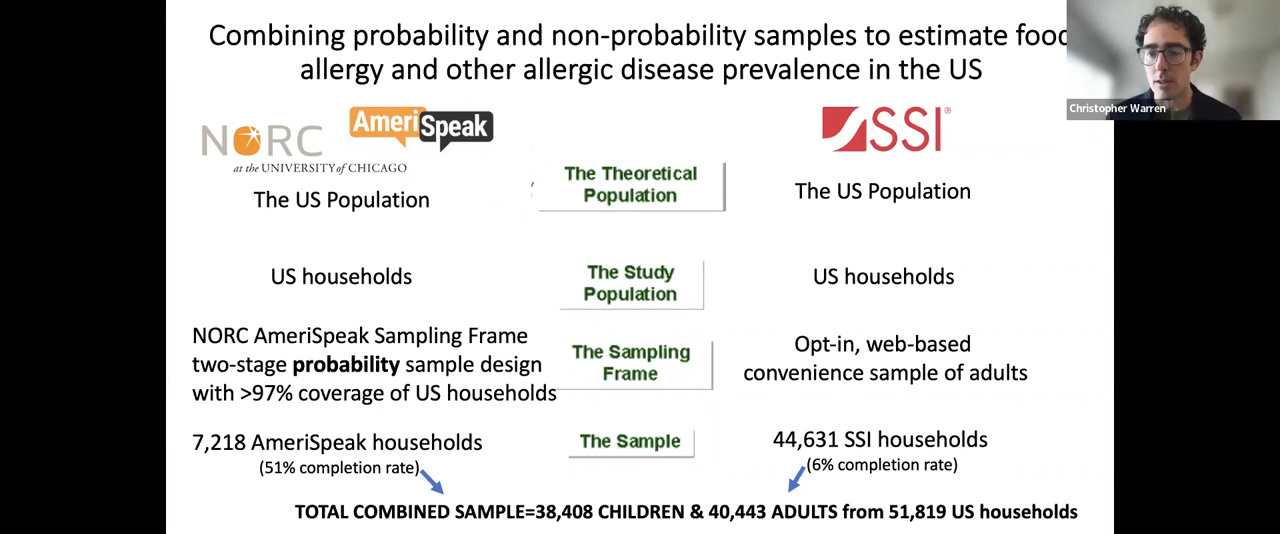 Combining probability and non-probability samples to estimate food
allergy and other allergic disease prevalence in the US
Christopher Warren
NORC
at the UNIVERSITY of CHICAGO
AmeriSpeak
SSI®
The US Population
The Theoretical
Population
The US Population
US households
The Study
Population
US households
NORC AmeriSpeak Sampling Frame
two-stage probability sample design
with >97% coverage of US households
The Sampling
Frame
Opt-in, web-based
convenience sample of adults
7,218 AmeriSpeak households
(51% completion rate)
The Sample
44,631 SSI households
(6% completion rate)
TOTAL COMBINED SAMPLE=38,408 CHILDREN & 40,443 ADULTS from 51,819 US households